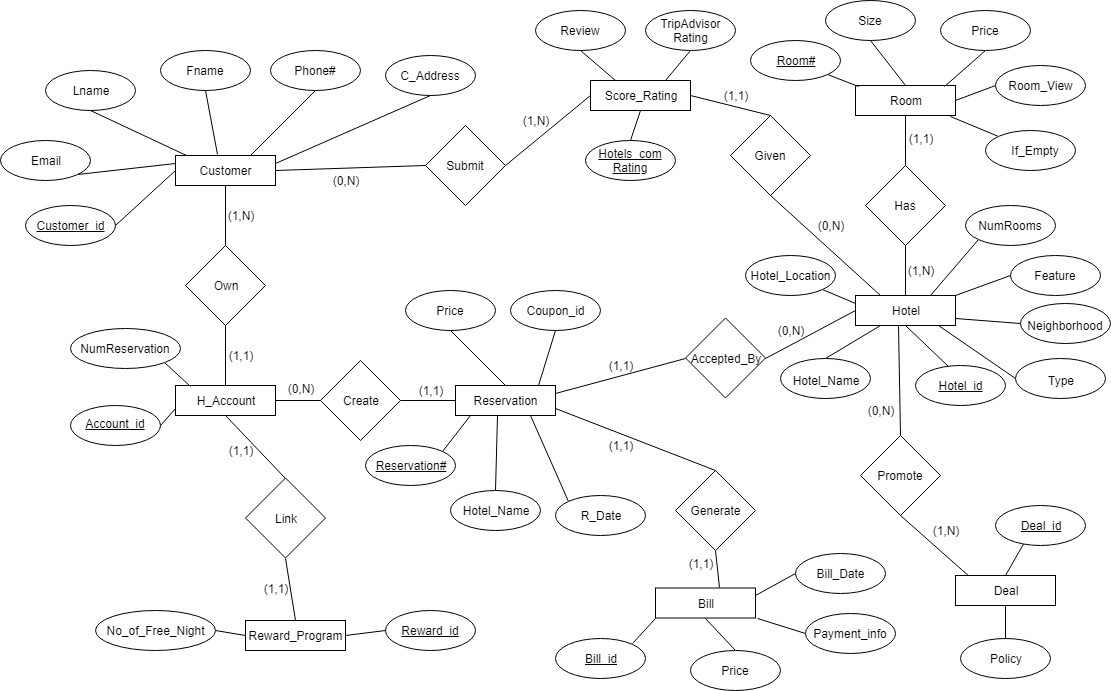 Size
Price
Review
TripAdvisor
Rating
Room#
Fname
Phone#
C_Address
Lname
Room_View
Score_Rating
(1,1)
Room
(1,N)
(1,1)
Email
Customer
Submit
Hotels_com
Rating
Given
If_Empty
(0,N)
Has
(1,N)
Customer_id
(0,N)
NumRooms
Own
Hotel_Location
(1,N)
Feature
Price
Coupon_id
Hotel
Neighborhood
(0,N)
NumReservation
(1,1)
Accepted_By
(1,1)
Hotel_Name
Hotel_id
Type
H_Account
(0,N)
Create
(1,1)
Reservation
(0,N)
Account_id
(1,1)
(1,1)
Reservation#
Promote
Hotel_Name
R_Date
Generate
Link
(1,N)
Deal_id
(1,1)
Bill_Date
(1,1)
Deal
Bill
No_of_Free_Night
Reward_Program
Reward_id
Payment_info
Bill_id
Price
Policy